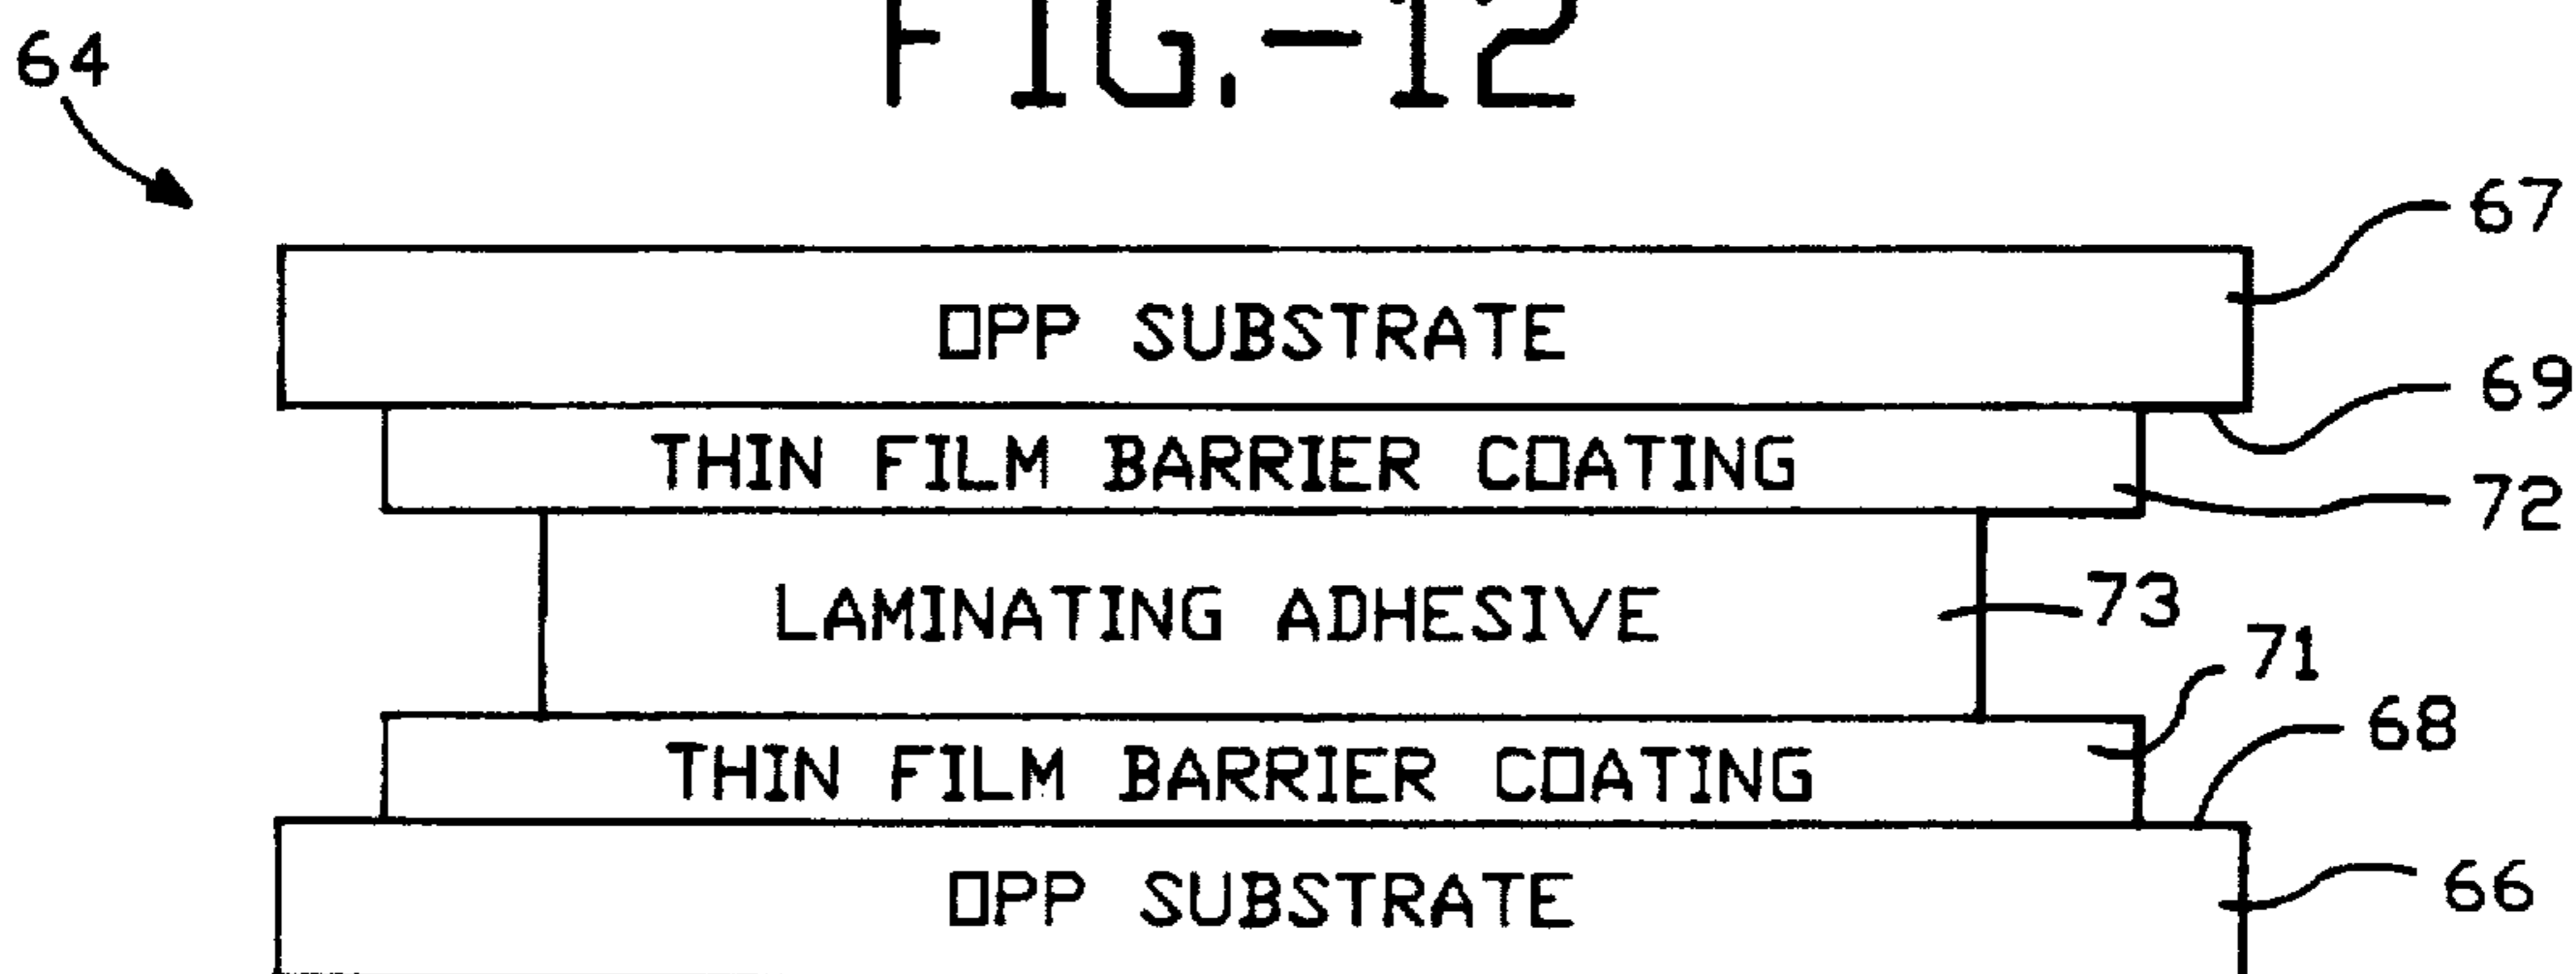 FIG.-12
64
67
OPP SUBSTRATE
69
THIN FILM BARRIER COATING
72
LAMINATING ADHESIVE
73
71
THIN FILM BARRIER COATING
68
OPP SUBSTRATE
66